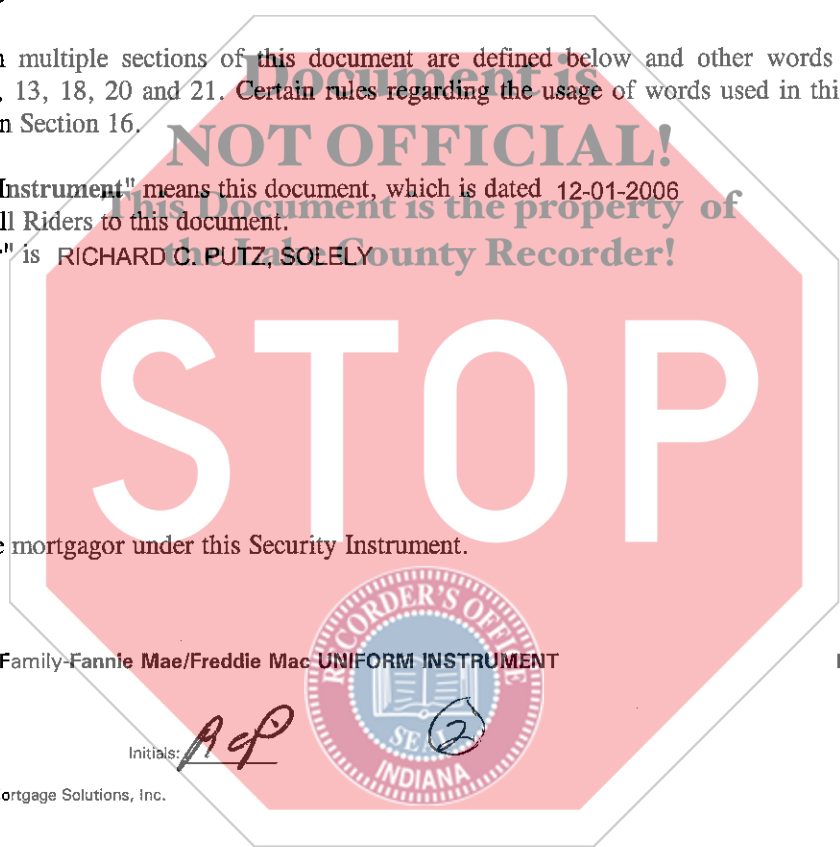 multiple sections of this document are defined below and other words
13, 18, 20 and 21. Certain rules regarding the usage of words used in thi
n Section 16.
Document is
NOT OFFICIAL!
This Document is the property of
the Lake County Recorder!
Instrument" means this document, which is dated 12-01-2006
ll Riders to this document.
" is RICHARD C. PUTZ, SOLELY
STOP
e mortgagor under this Security Instrument.
Family-Fannie Mae/Freddie Mac UNIFORM INSTRUMENT
RECORDER'S OFFICE
SEAL
INDIANA
Initials: RCP
2
ortgage Solutions, Inc.